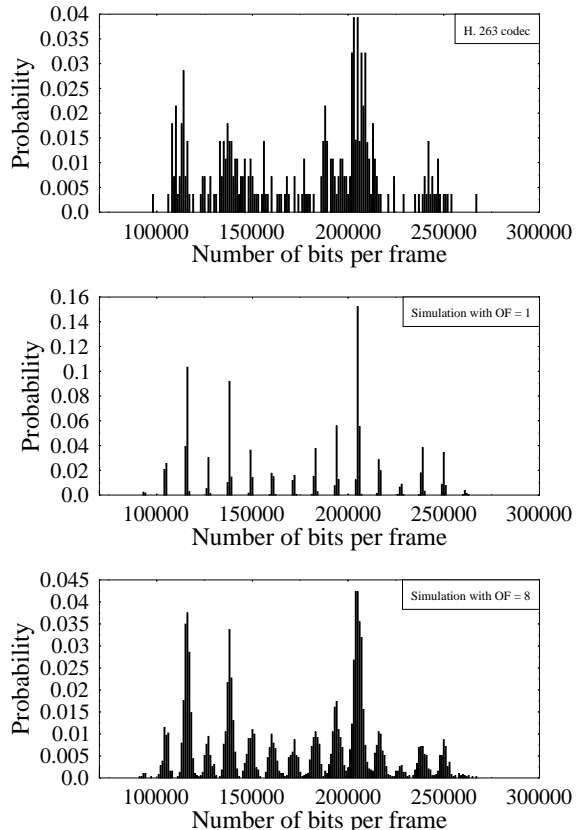 0.04
0.035
0.03
0.025
0.02
0.015
0.01
0.005
0.0
Probability
H. 263 codec
100000 150000 200000 250000 300000
Number of bits per frame
0.16
0.14
0.12
0.1
0.08
0.06
0.04
0.02
0.0
Probability
Simulation with OF = 1
100000 150000 200000 250000 300000
Number of bits per frame
0.045
0.04
0.035
0.03
0.025
0.02
0.015
0.01
0.005
0.0
Probability
Simulation with OF = 8
100000 150000 200000 250000 300000
Number of bits per frame